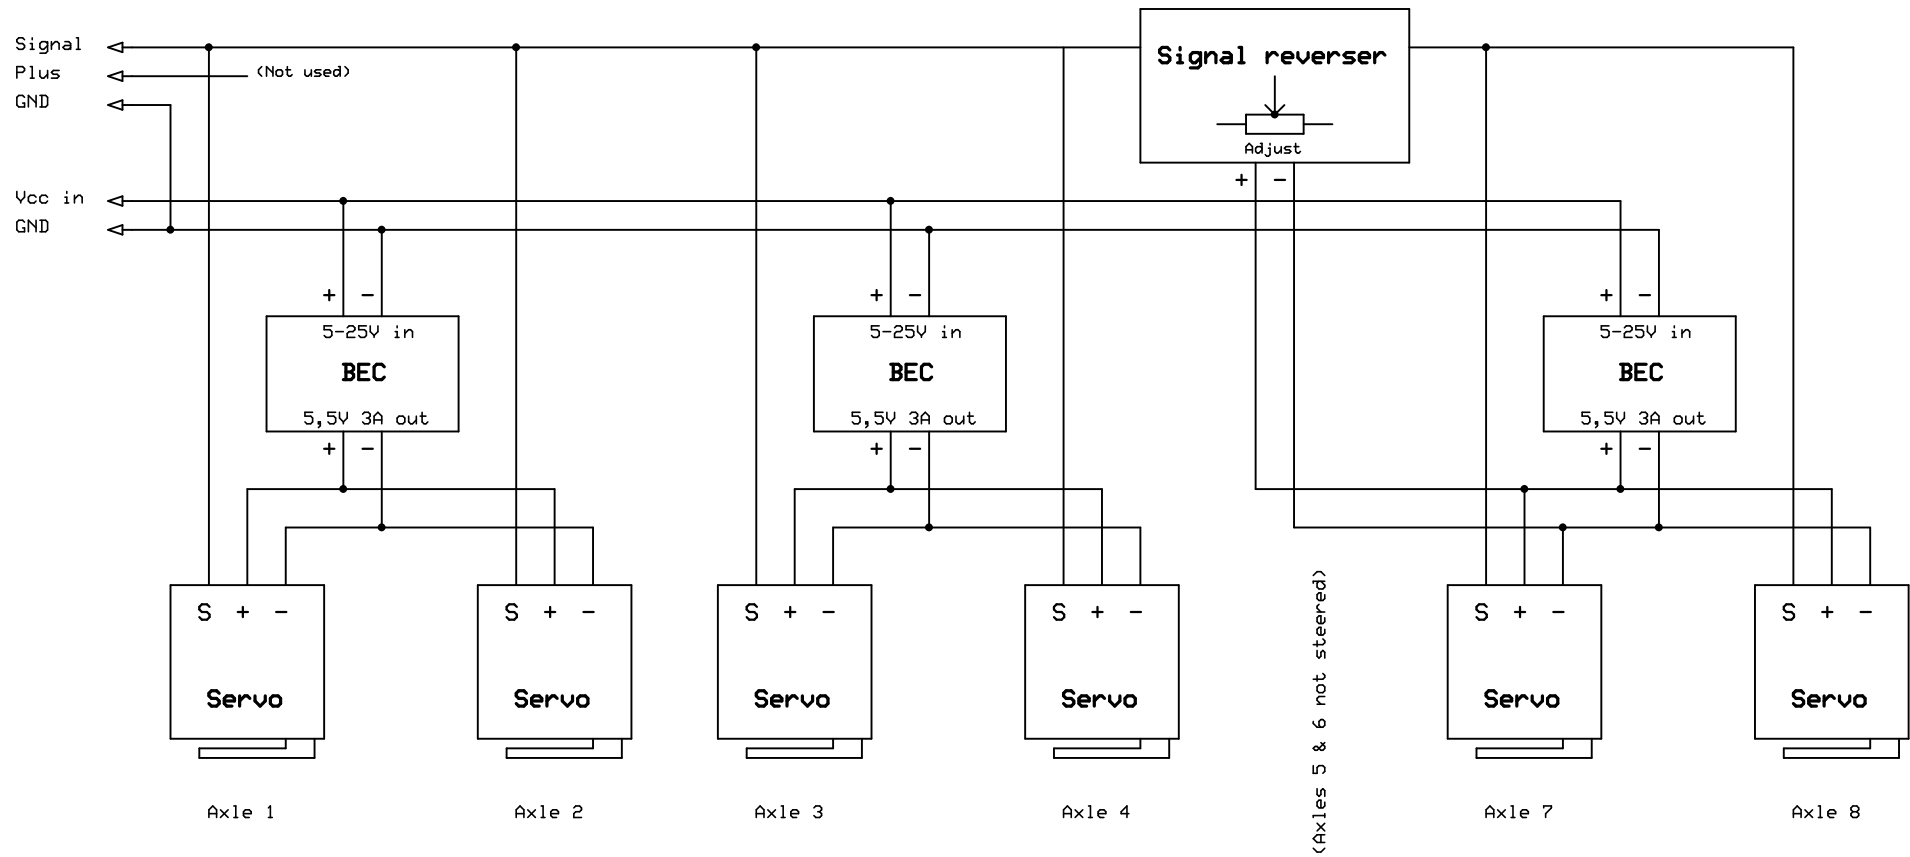 Signal
Plus
(Not used)
GND
Signal reverser
Adjust
+ −
Vcc in
GND
+ −
5-25V in
BEC
5,5V 3A out
+ −
+ −
5-25V in
BEC
5,5V 3A out
+ −
+ −
5-25V in
BEC
5,5V 3A out
+ −
S + −
Servo
Axle 1
S + −
Servo
Axle 2
S + −
Servo
Axle 3
S + −
Servo
Axle 4
(Axles 5 & 6 not steered)
S + −
Servo
Axle 7
S + −
Servo
Axle 8